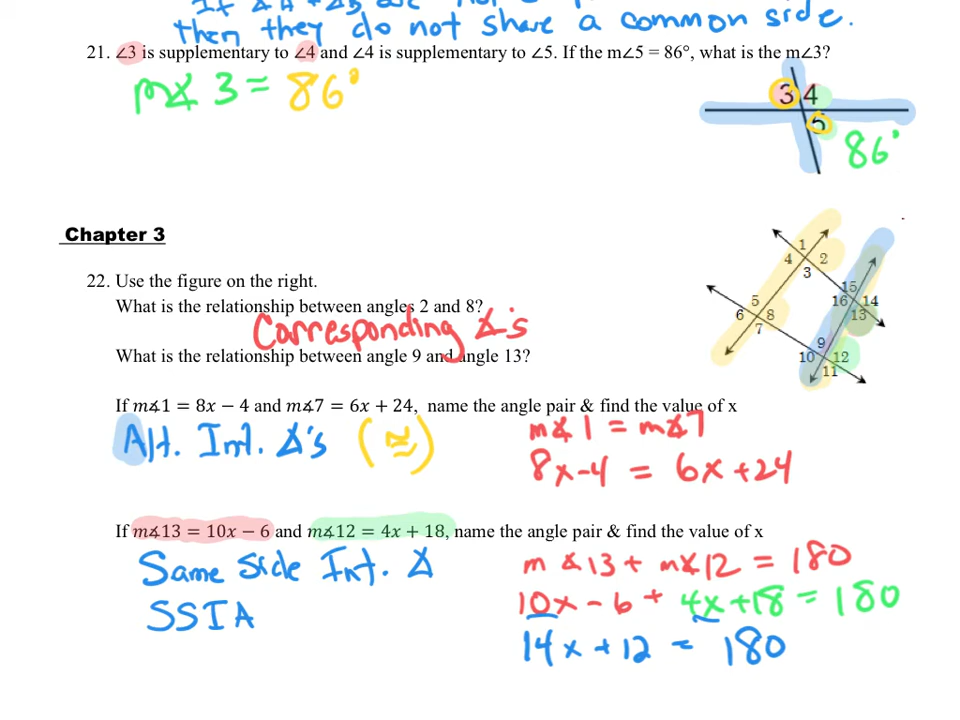 If ∡A + ∡B are not
then they do not share a common side.
21. ∠3 is supplementary to ∠4 and ∠4 is supplementary to ∠5. If the m∠5 = 86°, what is the m∠3?
m∡3 = 86°
3 4
5
86°
Chapter 3
1
4 2
3
15
5 16 14
6 8 13
7
9
10 12
11
22. Use the figure on the right.
What is the relationship between angles 2 and 8?
Corresponding ∡'s
What is the relationship between angle 9 and angle 13?
If m∡1 = 8x − 4 and m∡7 = 6x + 24, name the angle pair & find the value of x
Alt. Int. ∡'s (≅)
m∡1 = m∡7
8x-4 = 6x+24
If m∡13 = 10x − 6 and m∡12 = 4x + 18, name the angle pair & find the value of x
Same Side Int. ∡
SSIA
m∡13 + m∡12 = 180
10x - 6 + 4x+18 = 180
14x + 12 = 180